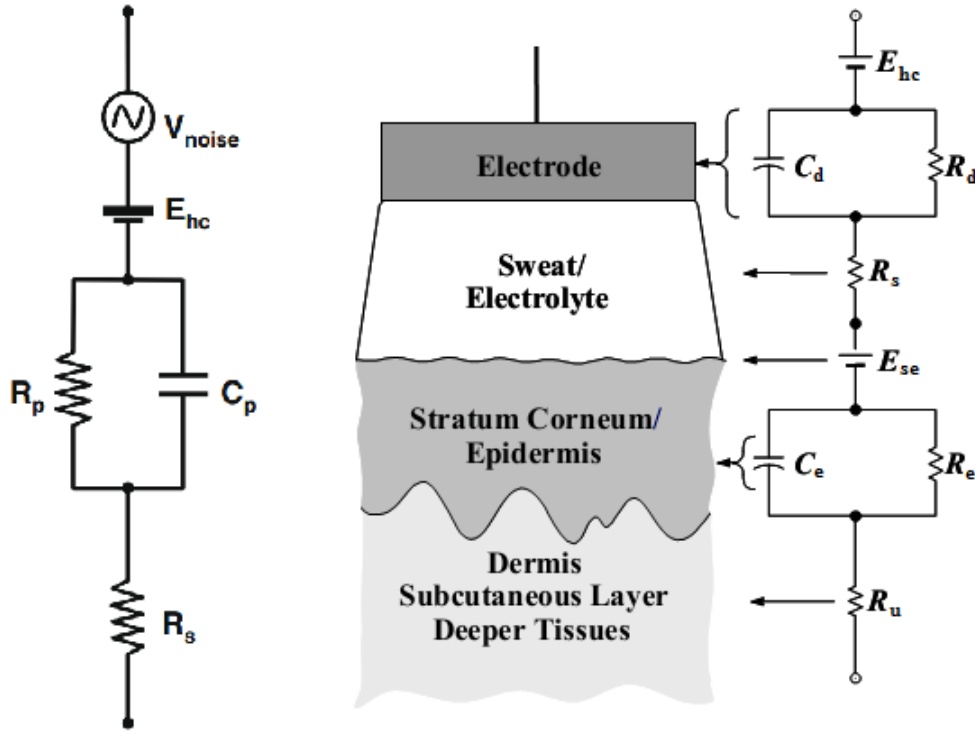 V_noise
E_hc
R_p
C_p
R_s
Electrode
Sweat/
Electrolyte
Stratum Corneum/
Epidermis
Dermis
Subcutaneous Layer
Deeper Tissues
E_hc
C_d
R_d
R_s
E_se
C_e
R_e
R_u